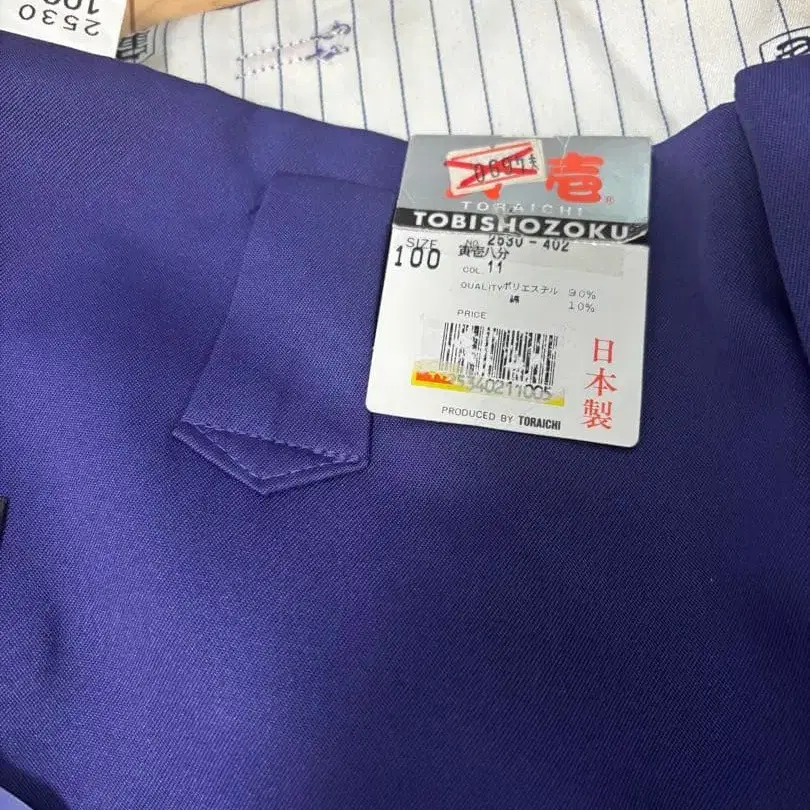 2530
100
壱®
TORAICHI
TOBISHOZOKU
SIZE NO. 2530-402
100 寅壱八分
COL. 11
QUALITY ポリエステル 90%
綿 10%
PRICE
25340211005
日本製
PRODUCED BY TORAICHI